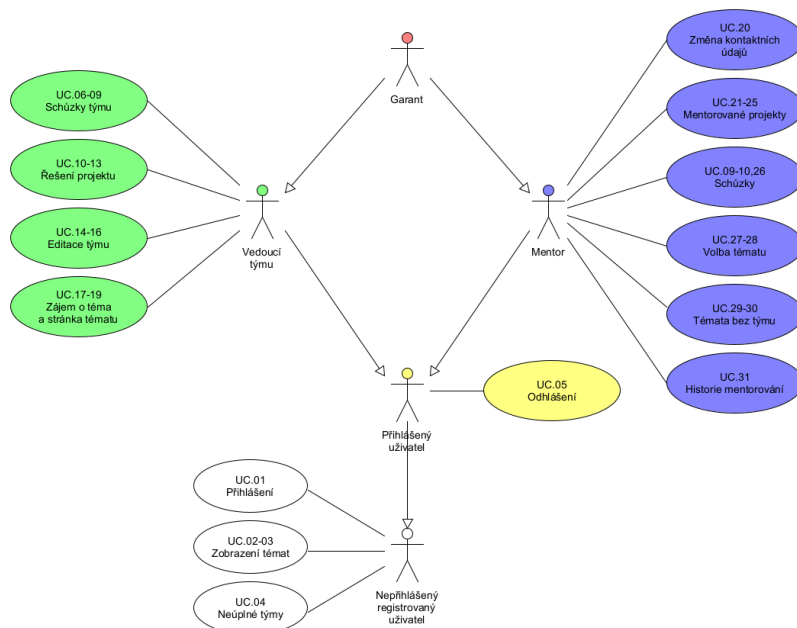 Garant
UC.20
Změna kontaktních
údajů
UC.06-09
Schůzky týmu
UC.21-25
Mentorované projekty
UC.10-13
Řešení projektu
UC.09-10,26
Schůzky
UC.14-16
Editace týmu
Vedoucí
týmu
Mentor
UC.27-28
Volba tématu
UC.17-19
Zájem o téma
a stránka tématu
UC.29-30
Témata bez týmu
UC.05
Odhlášení
UC.31
Historie mentorování
Přihlášený
uživatel
UC.01
Přihlášení
UC.02-03
Zobrazení témat
UC.04
Neúplné týmy
Nepřihlášený
registrovaný
uživatel